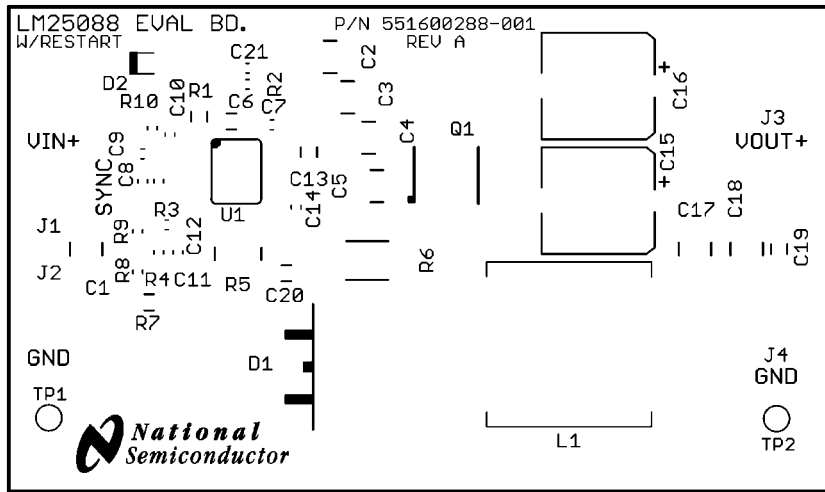 LM25088 EVAL BD.
W/RESTART
P/N 551600288-001
REV A
C21
C2
D2
R2
C16
R10
C10
R1
C6
C7
C3
J3
VIN+
C9
C4
Q1
VOUT+
C15
C8
SYNC
C13
C5
C14
U1
J1
R9
R3
C12
C17
C18
C19
J2
C1
R8
R4
C11
R5
C20
R6
R7
GND
D1
J4
GND
TP1
TP2
National
Semiconductor
L1